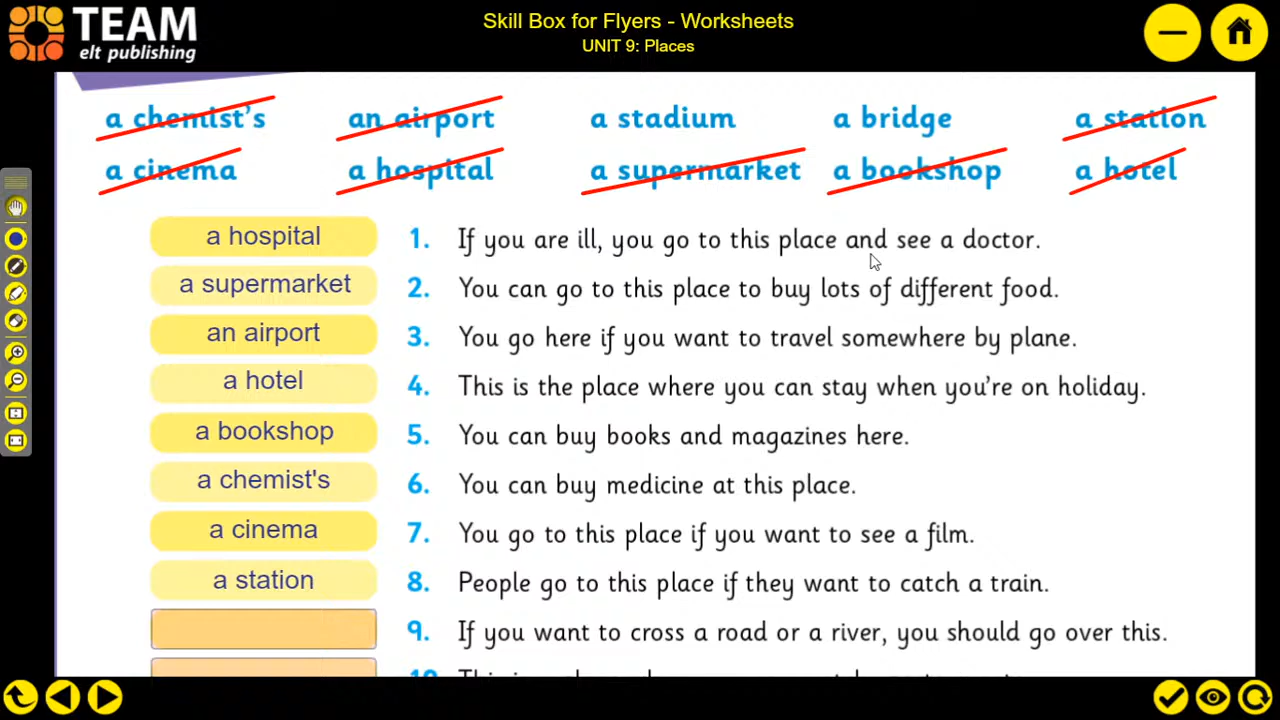 TEAM
elt publishing
Skill Box for Flyers - Worksheets
UNIT 9: Places
a chemist's an airport a stadium a bridge a station
a cinema a hospital a supermarket a bookshop a hotel
a hospital 1. If you are ill, you go to this place and see a doctor.
a supermarket 2. You can go to this place to buy lots of different food.
an airport 3. You go here if you want to travel somewhere by plane.
a hotel 4. This is the place where you can stay when you're on holiday.
a bookshop 5. You can buy books and magazines here.
a chemist's 6. You can buy medicine at this place.
a cinema 7. You go to this place if you want to see a film.
a station 8. People go to this place if they want to catch a train.
9. If you want to cross a road or a river, you should go over this.